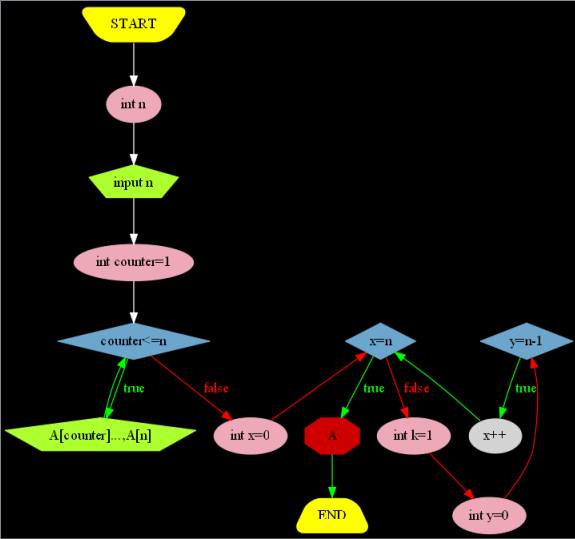 START
int n
input n
int counter=1
counter<=n
x=n
y=n-1
true
false
true
false
true
A[counter]...,A[n]
int x=0
A
int k=1
x++
END
int y=0